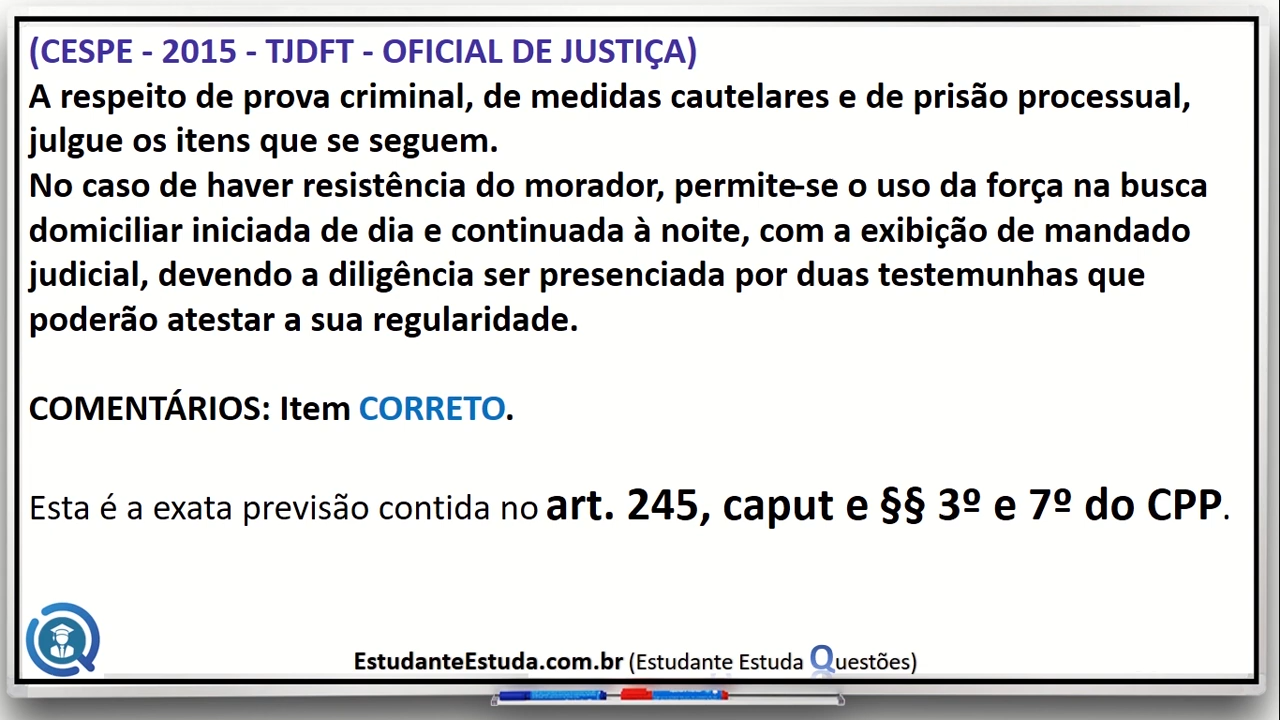 (CESPE - 2015 - TJDFT - OFICIAL DE JUSTIÇA)
A respeito de prova criminal, de medidas cautelares e de prisão processual,
julgue os itens que se seguem.
No caso de haver resistência do morador, permite-se o uso da força na busca
domiciliar iniciada de dia e continuada à noite, com a exibição de mandado
judicial, devendo a diligência ser presenciada por duas testemunhas que
poderão atestar a sua regularidade.
COMENTÁRIOS: Item CORRETO.
Esta é a exata previsão contida no art. 245, caput e §§ 3º e 7º do CPP.
EstudanteEstuda.com.br (Estudante Estuda Questões)